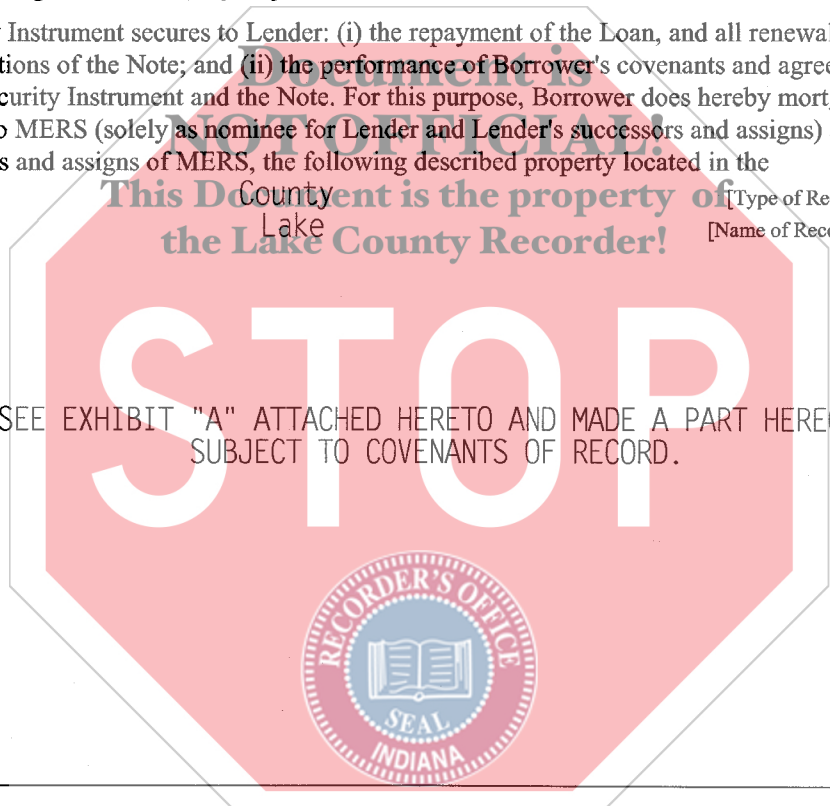 Instrument secures to Lender: (i) the repayment of the Loan, and all renewal
tions of the Note; and (ii) the performance of Borrower's covenants and agree
curity Instrument and the Note. For this purpose, Borrower does hereby mort
o MERS (solely as nominee for Lender and Lender's successors and assigns)
s and assigns of MERS, the following described property located in the
County [Type of Re
Lake [Name of Reco
Document is
NOT OFFICIAL!
This Document is the property of
the Lake County Recorder!
STOP
SEE EXHIBIT "A" ATTACHED HERETO AND MADE A PART HEREO
SUBJECT TO COVENANTS OF RECORD.
RECORDER'S OFFICE
SEAL
INDIANA